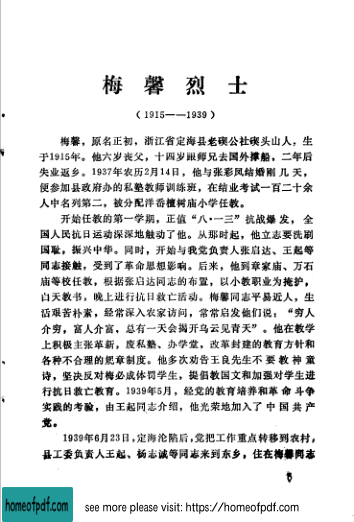 梅馨烈士
(1915——1939)
梅馨，原名正初，浙江省定海县老碶公社碶头山人，生
于1915年。他六岁丧父，十四岁跟师兄去国外撑船，二年后
失业返乡。1937年农历2月14日，他与张彩凤结婚刚几天，
便参加县政府办的私塾教师训练班，在结业考试一百二十余
人中名列第二，被分配洋岙檀树庙小学任教。
开始任教的第一学期，正值“八·一三”抗战爆发，全
国人民抗日运动深深地触动了他。从那时起，他立志要洗刷
国耻，振兴中华。同时，开始与我党负责人张启达、王起等
同志接触，受到了革命思想影响。后来，他到章家庙、万石
庙等校任教，根据张启达同志的布置，以小教职业为掩护，
白天教书，晚上进行抗日救亡活动。梅馨同志平易近人，生
活艰苦朴素，经常深入农家访问，常常启发他们说：“穷人
介穷，富人介富，总有一天会揭开乌云见青天”。他在教学
上积极主张革新，废私塾、办学堂，改革封建的教育方针和
各种不合理的规章制度。他多次劝告王良先生不要教神童
诗，坚决反对梅必成体罚学生，提倡教国文和加强对学生进
行抗日救亡教育。1939年5月，经党的教育培养和革命斗争
实践的考验，由王起同志介绍，他光荣地加入了中国共产
党。
1939年6月23日，定海沦陷后，党把工作重点转移到农村，
县工委负责人王起、杨志诚等同志来到东乡，住在梅馨同志
homeofpdf.com
see more please visit: https://homeofpdf.com